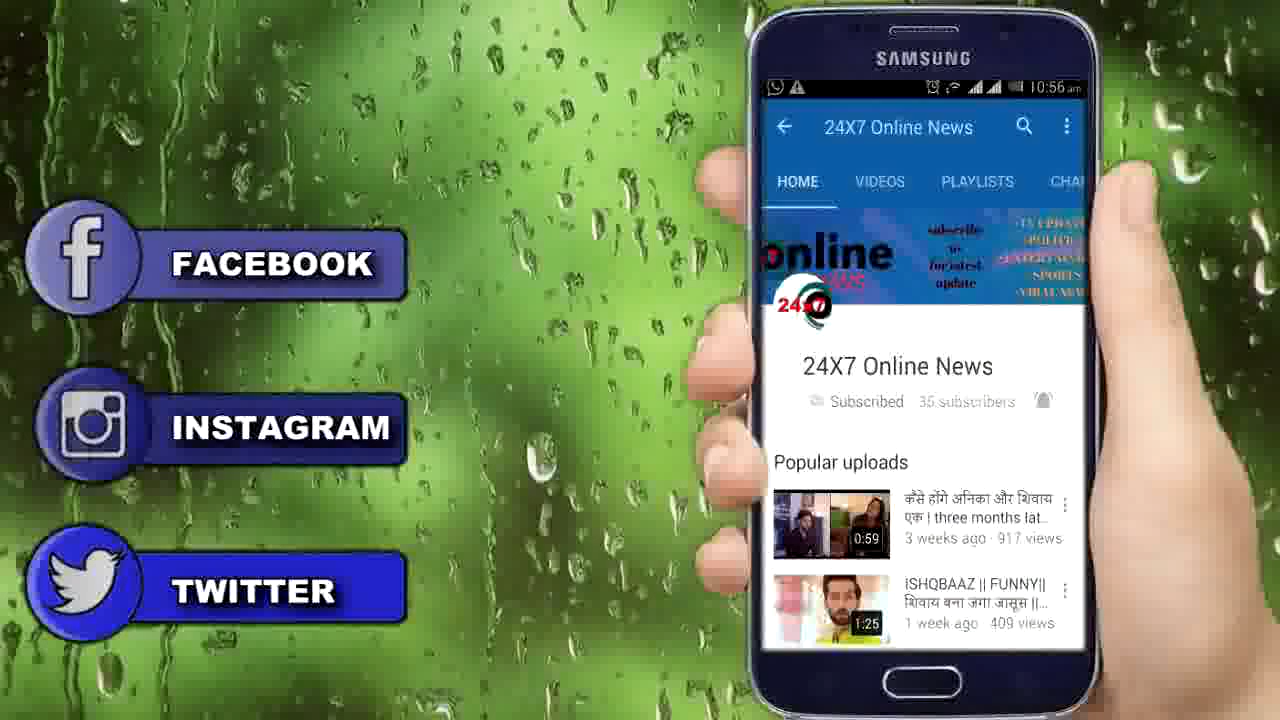 FACEBOOK
INSTAGRAM
TWITTER
SAMSUNG
10:56 am
24X7 Online News
HOME VIDEOS PLAYLISTS CHA
online
subscribe
to
for latest
update
SPORTS
24x7
24X7 Online News
Subscribed 35 subscribers
Popular uploads
कैसे होंगे अनिका और शिवाय
एक | three months lat..
3 weeks ago · 917 views
0:59
ISHQBAAZ || FUNNY||
शिवाय बना जगा जासूस ||...
1 week ago · 409 views
1:25